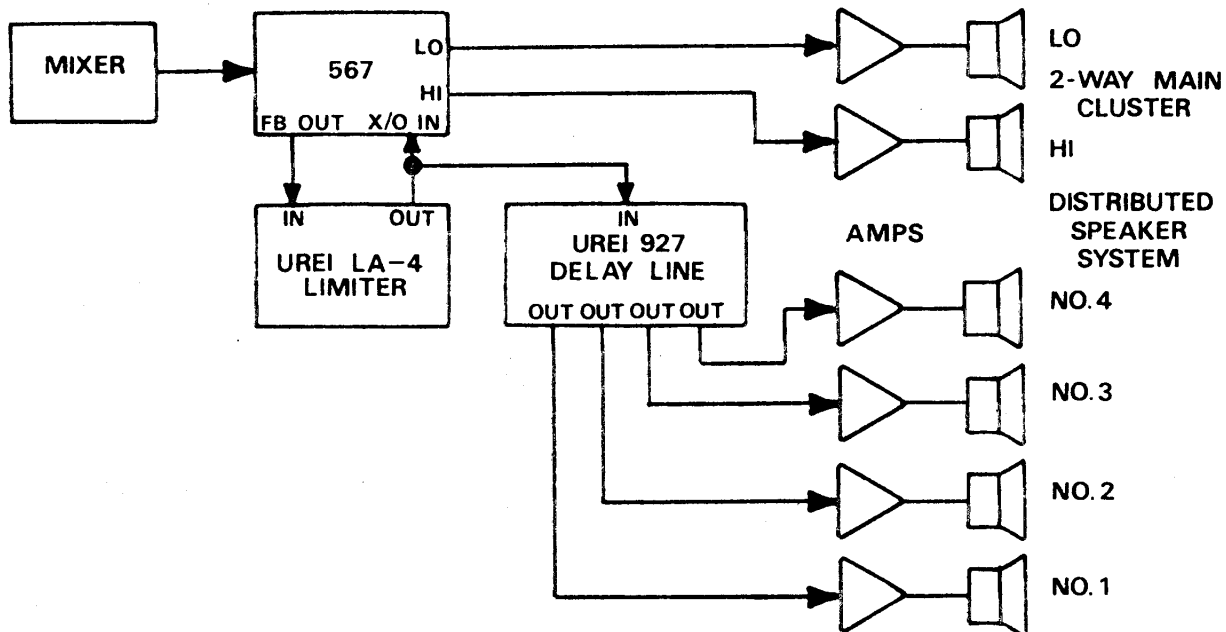 MIXER
567
LO
HI
FB OUT
X/O IN
LO
2-WAY MAIN
CLUSTER
HI
IN
OUT
UREI LA-4
LIMITER
IN
UREI 927
DELAY LINE
OUT OUT OUT OUT
AMPS
DISTRIBUTED
SPEAKER
SYSTEM
NO. 4
NO. 3
NO. 2
NO. 1